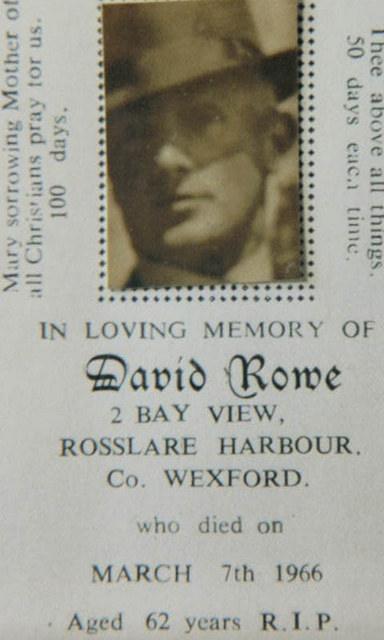 Mary sorrowing Mother of
all Christians pray for us.
100 days.
Thee above all things.
50 days each time.
IN LOVING MEMORY OF
David Rowe
2 BAY VIEW,
ROSSLARE HARBOUR.
Co. WEXFORD.
who died on
MARCH 7th 1966
Aged 62 years R.I.P.